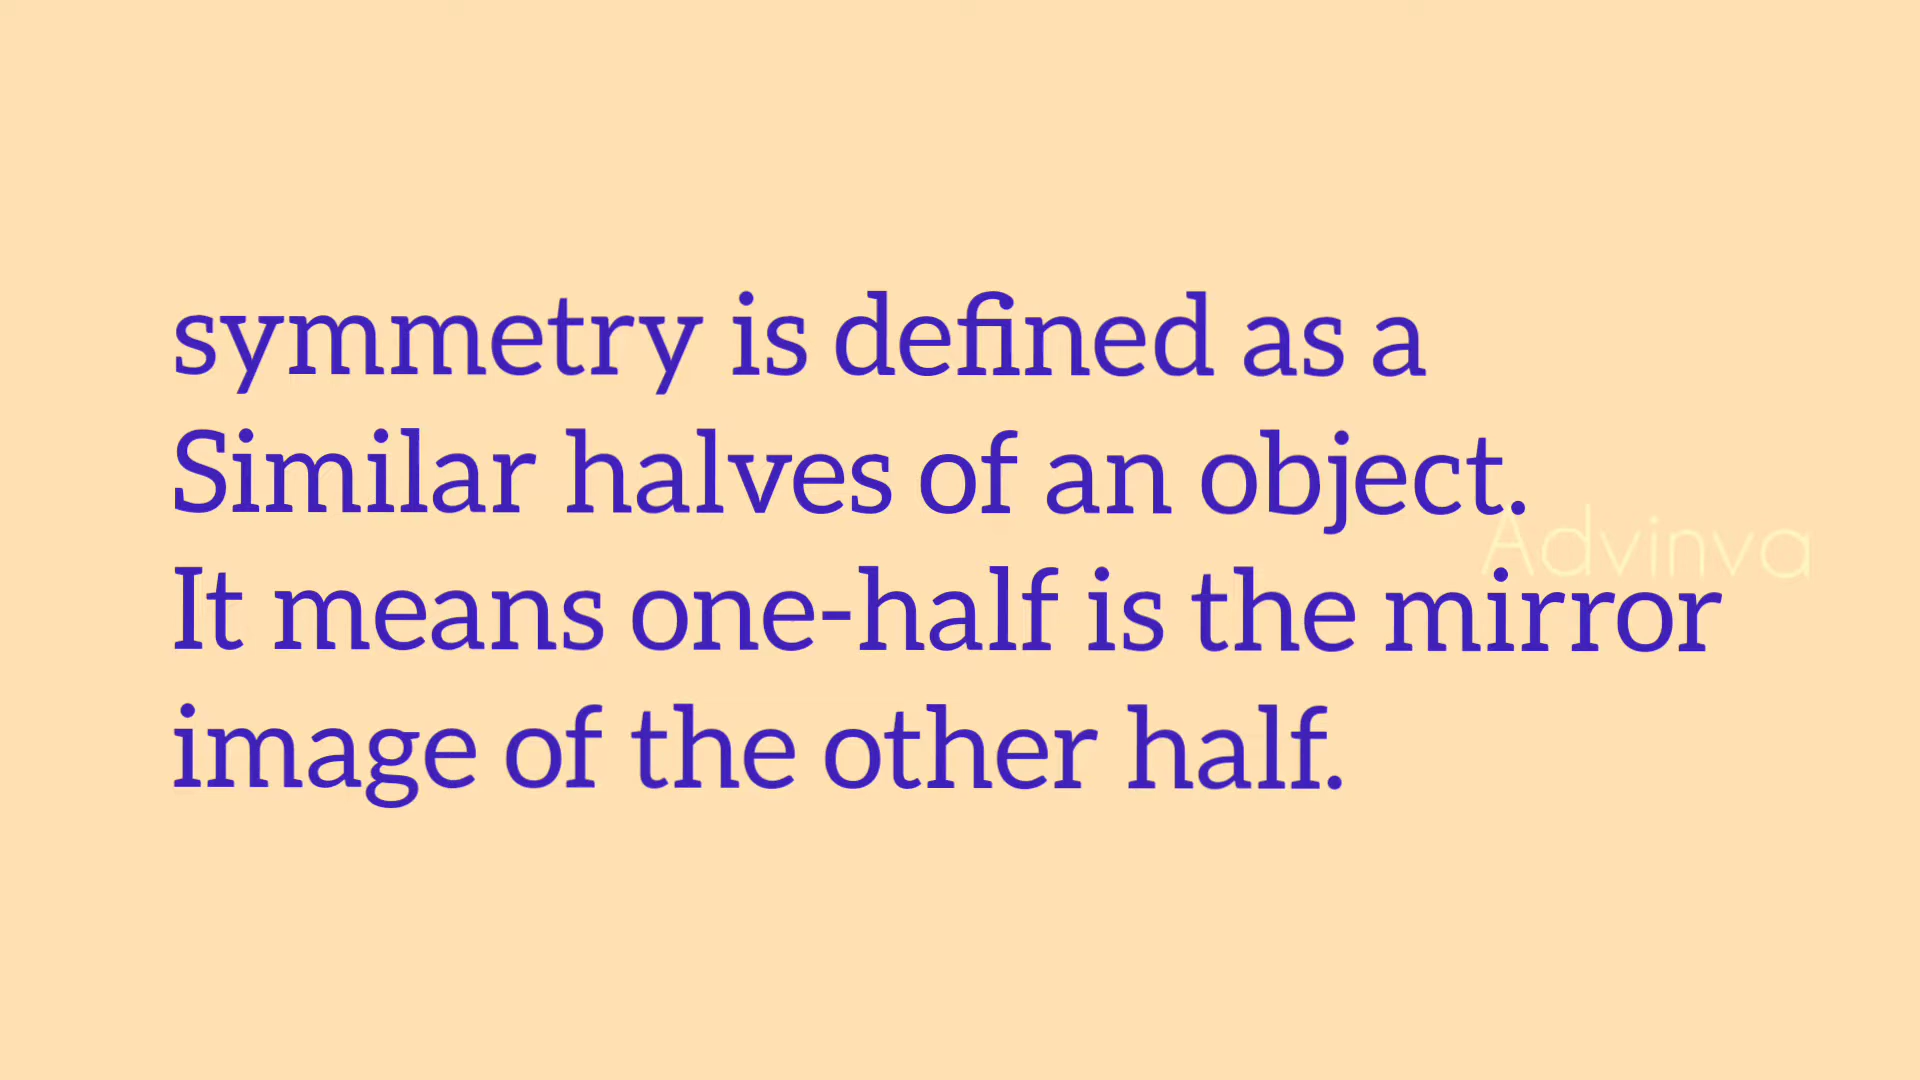 symmetry is defined as a
Similar halves of an object.
Advinva
It means one-half is the mirror
image of the other half.